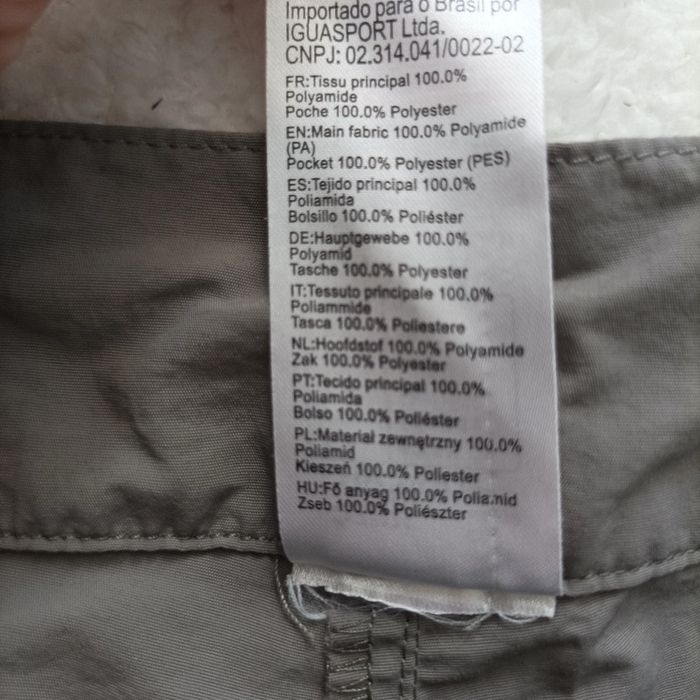 Importado para o Brasil por
IGUASPORT Ltda.
CNPJ: 02.314.041/0022-02
FR:Tissu principal 100.0%
Polyamide
Poche 100.0% Polyester
EN:Main fabric 100.0% Polyamide
(PA)
Pocket 100.0% Polyester (PES)
ES:Tejido principal 100.0%
Poliamida
Bolsillo 100.0% Poliéster
DE:Hauptgewebe 100.0%
Polyamid
Tasche 100.0% Polyester
IT:Tessuto principale 100.0%
Poliammide
Tasca 100.0% Poliestere
NL:Hoofdstof 100.0% Polyamide
Zak 100.0% Polyester
PT:Tecido principal 100.0%
Poliamida
Bolso 100.0% Poliéster
PL:Materiał zewnętrzny 100.0%
Poliamid
Kieszeń 100.0% Poliester
HU:Fő anyag 100.0% Poliamid
Zseb 100.0% Poliészter